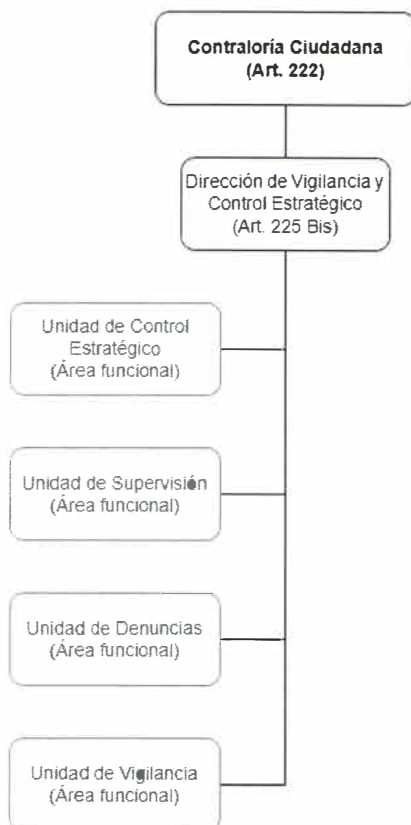 Contraloría Ciudadana
(Art. 222)
Dirección de Vigilancia y
Control Estratégico
(Art. 225 Bis)
Unidad de Control
Estratégico
(Área funcional)
Unidad de Supervisión
(Área funcional)
Unidad de Denuncias
(Área funcional)
Unidad de Vigilancia
(Área funcional)